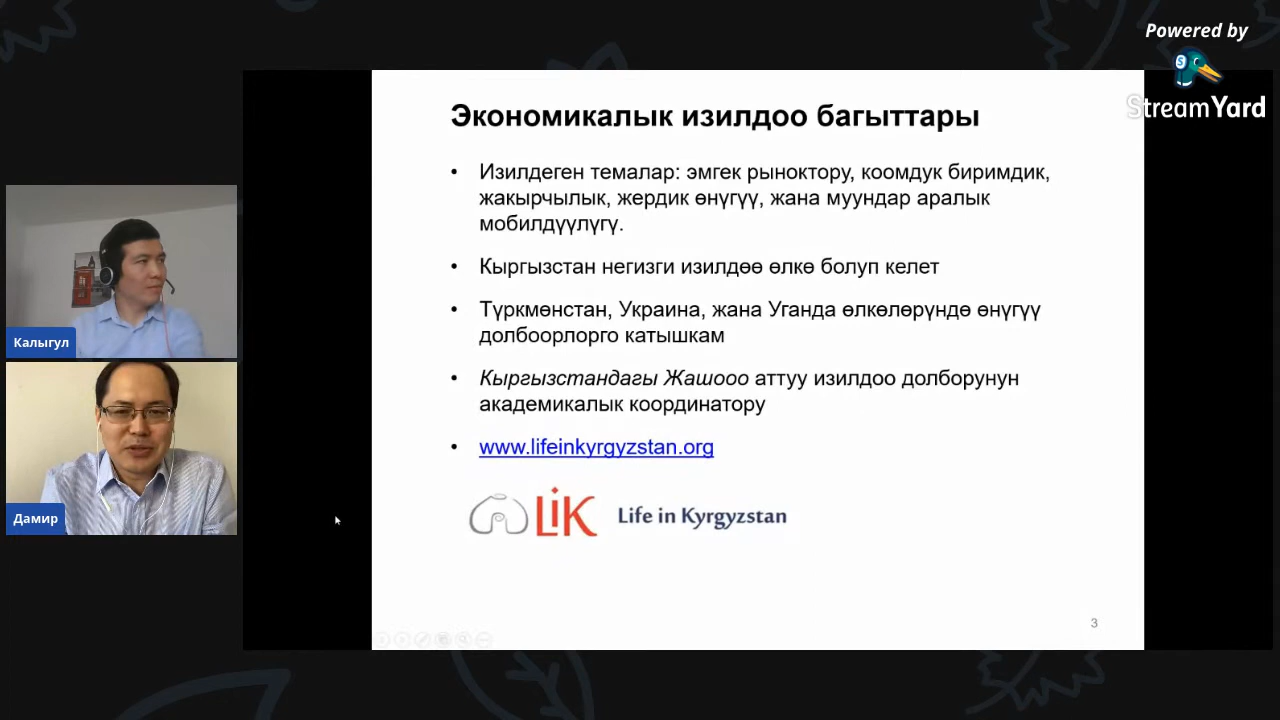 Powered by
StreamYard
Экономикалык изилдоо багыттары
• Изилдеген темалар: эмгек рыноктору, коомдук биримдик,
жакырчылык, жердик өнүгүү, жана муундар аралык
мобилдүүлүгү.
• Кыргызстан негизги изилдөө өлкө болуп келет
• Түркмөнстан, Украина, жана Уганда өлкөлөрүндө өнүгүү
долбоорлорго катышкам
• Кыргызстандагы Жашооо аттуу изилдоо долборунун
академикалык координатору
• www.lifeinkyrgyzstan.org
LiK Life in Kyrgyzstan
3
Калыгул
Дамир